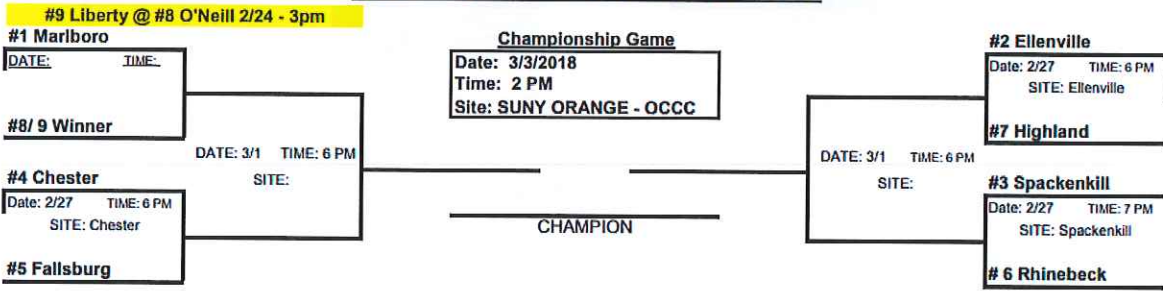 #9 Liberty @ #8 O'Neill 2/24 - 3pm
#1 Marlboro
DATE: TIME:
#8/ 9 Winner
DATE: 3/1 TIME: 6 PM
SITE:
#4 Chester
Date: 2/27 TIME: 6 PM
SITE: Chester
#5 Fallsburg
Championship Game
Date: 3/3/2018
Time: 2 PM
Site: SUNY ORANGE - OCCC
CHAMPION
#2 Ellenville
Date: 2/27 TIME: 6 PM
SITE: Ellenville
#7 Highland
DATE: 3/1 TIME: 6 PM
SITE:
#3 Spackenkill
Date: 2/27 TIME: 7 PM
SITE: Spackenkill
# 6 Rhinebeck